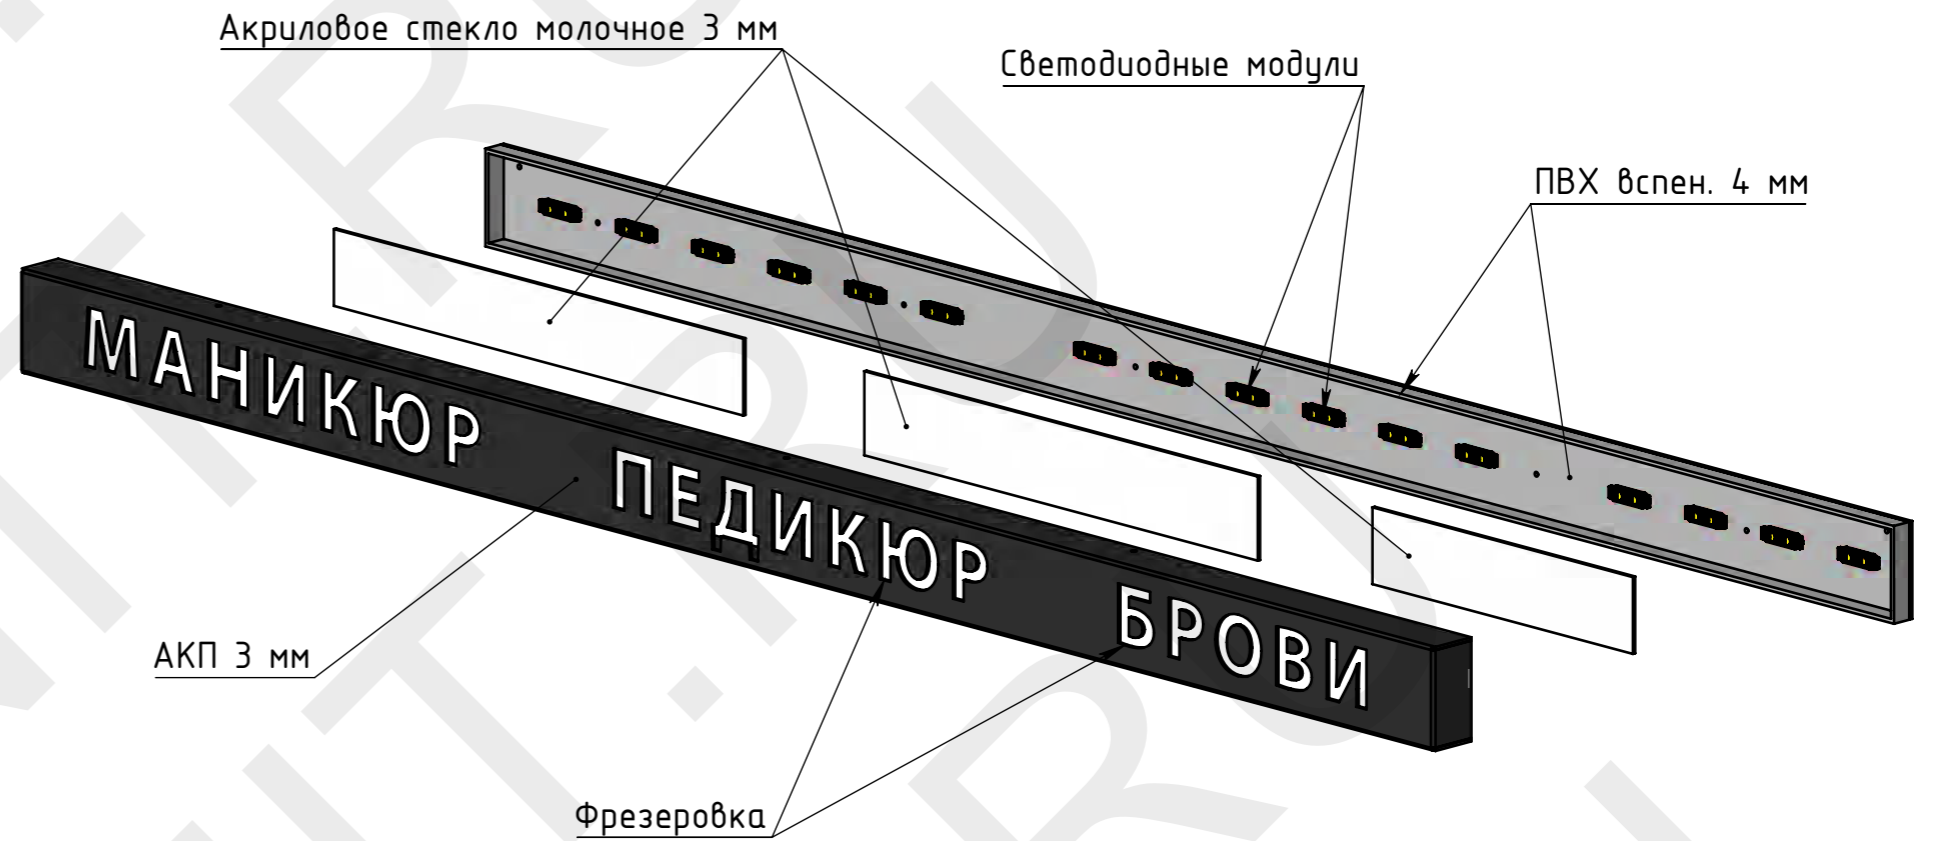 Акриловое стекло молочное 3 мм
Светодиодные модули
ПВХ вспен. 4 мм
МАНИКЮР ПЕДИКЮР БРОВИ
АКП 3 мм
Фрезеровка